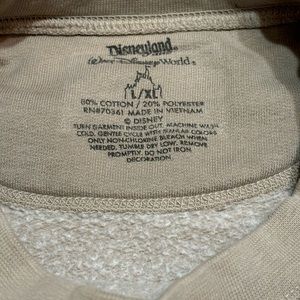 Disneyland
Walt Disney World®
L/XL
80% COTTON / 20% POLYESTER
RN#70361 MADE IN VIETNAM
© DISNEY
TURN GARMENT INSIDE OUT. MACHINE WASH
COLD, GENTLE CYCLE WITH SIMILAR COLORS
ONLY NON-CHLORINE BLEACH WHEN
NEEDED. TUMBLE DRY LOW. REMOVE
PROMPTLY. DO NOT IRON
DECORATION